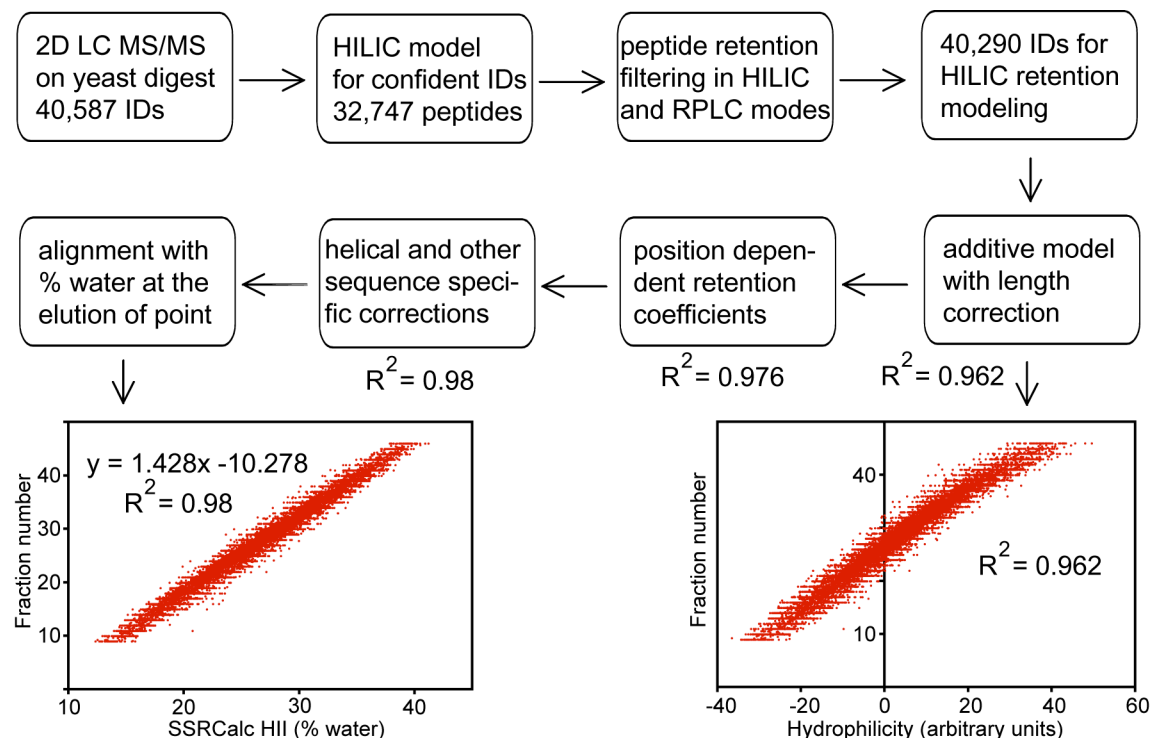 2D LC MS/MS
on yeast digest
40,587 IDs
HILIC model
for confident IDs
32,747 peptides
peptide retention
filtering in HILIC
and RPLC modes
40,290 IDs for
HILIC retention
modeling
additive model
with length
correction
position depen-
dent retention
coefficients
helical and other
sequence speci-
fic corrections
alignment with
% water at the
elution of point
R2 = 0.98
R2 = 0.976
R2 = 0.962
y = 1.428x -10.278
R2 = 0.98
Fraction number
40
30
20
10
10 20 30 40
SSRCalc HII (% water)
R2 = 0.962
Fraction number
40
10
-40 -20 0 20 40 60
Hydrophilicity (arbitrary units)